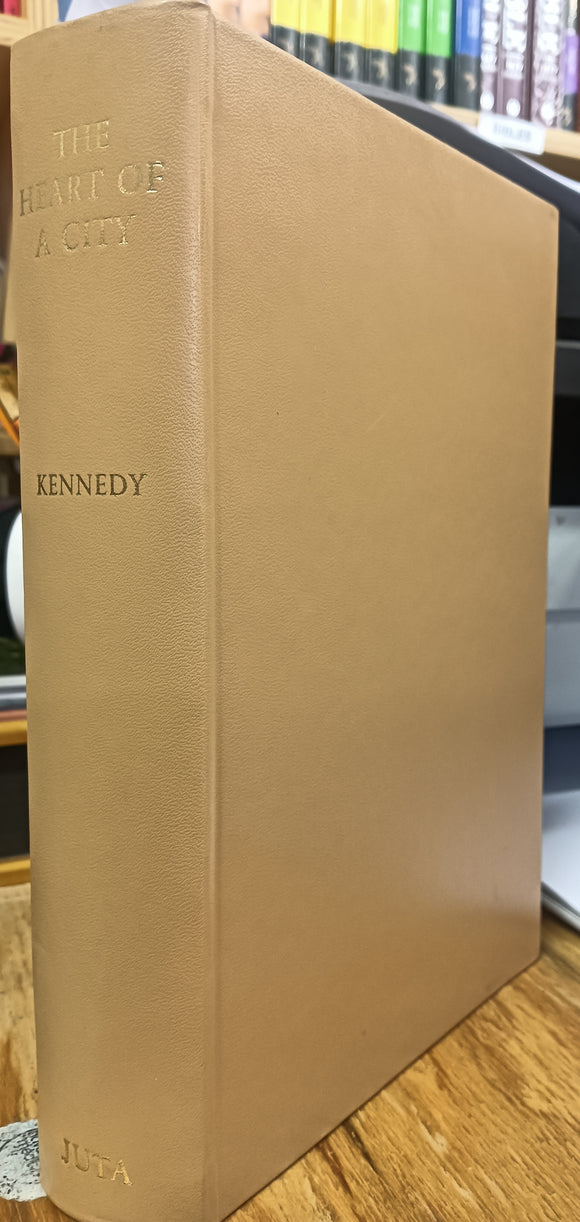 THE
HEART OF
A CITY
KENNEDY
JUTA